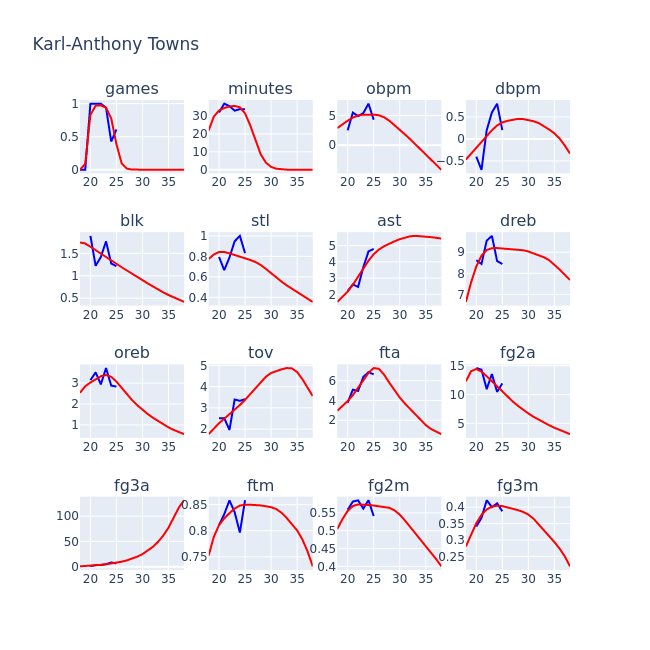 Karl-Anthony Towns
games minutes obpm dbpm
1 0.5 0 20 25 30 35
30 20 10 0 20 25 30 35
5 0 20 25 30 35
0.5 0 −0.5 20 25 30 35
blk stl ast dreb
1.5 1 0.5 20 25 30 35
1 0.8 0.6 0.4 20 25 30 35
5 4 3 2 20 25 30 35
9 8 7 20 25 30 35
oreb tov fta fg2a
3 2 1 20 25 30 35
5 4 3 2 20 25 30 35
6 4 2 20 25 30 35
15 10 5 20 25 30 35
fg3a ftm fg2m fg3m
100 50 0 20 25 30 35
0.85 0.8 0.75 20 25 30 35
0.55 0.5 0.45 0.4 20 25 30 35
0.4 0.35 0.3 0.25 20 25 30 35